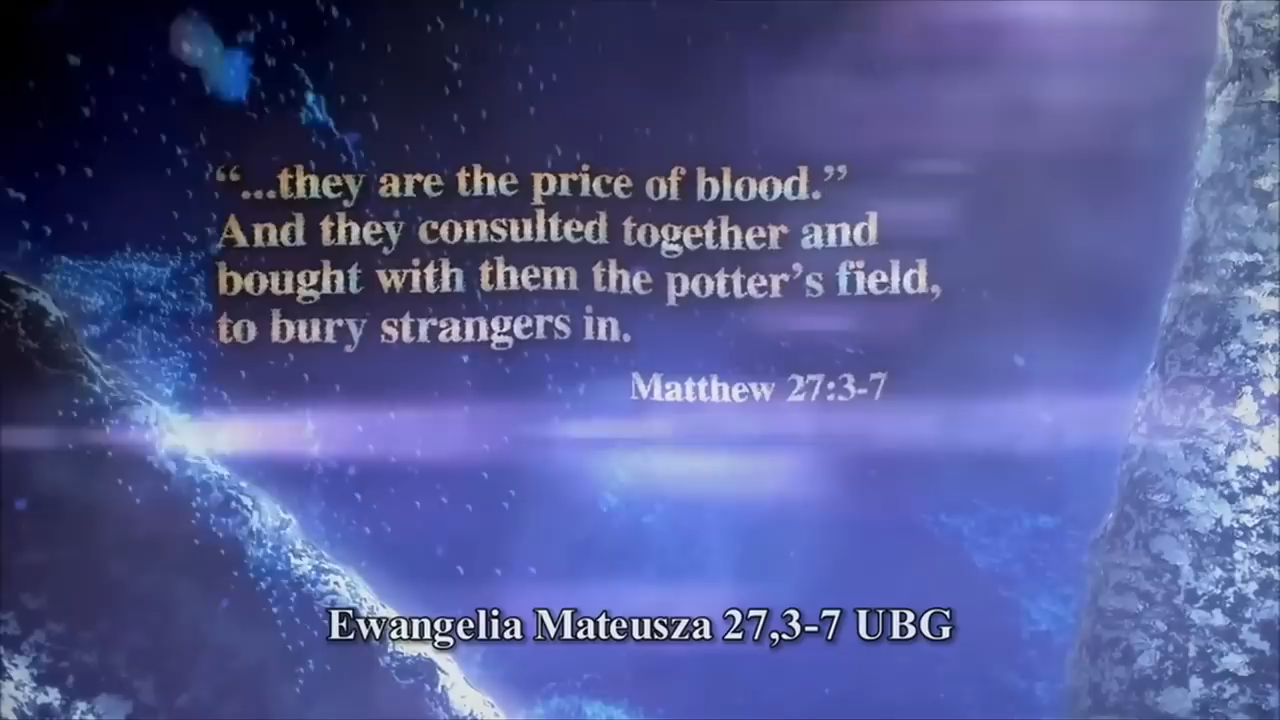 “...they are the price of blood.”
And they consulted together and
bought with them the potter’s field,
to bury strangers in.
Matthew 27:3-7
Ewangelia Mateusza 27,3-7 UBG